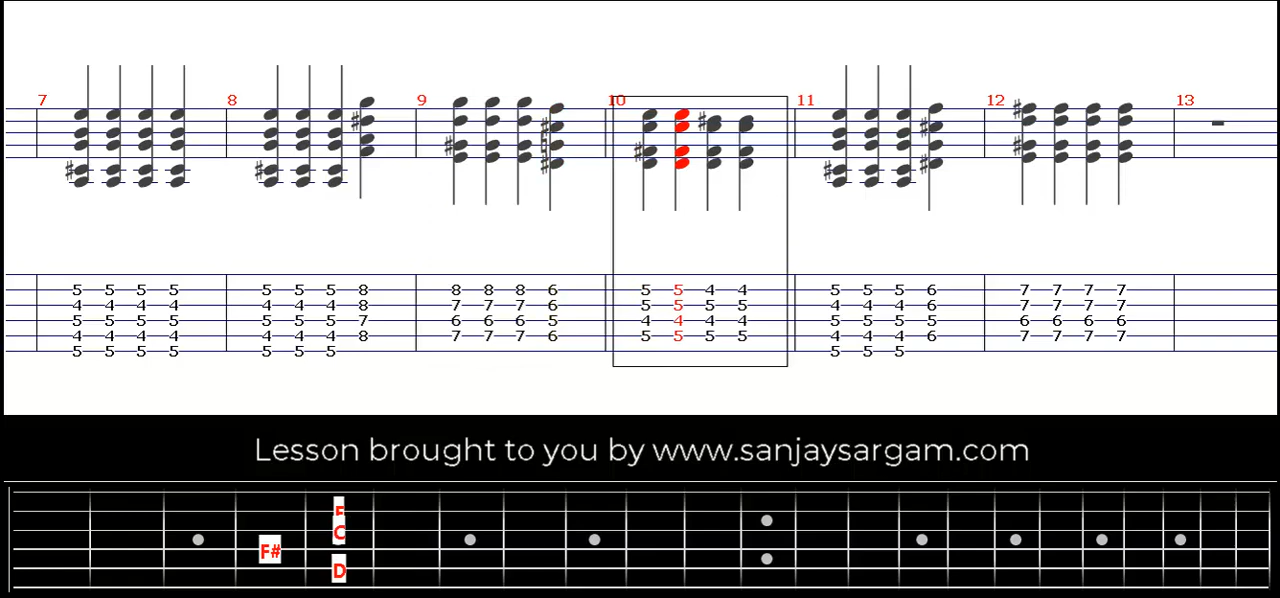 7 8 9 10 11 12 13
5 5 5 5 5 5 5 8 8 8 8 6 5 5 4 4 5 5 5 6 7 7 7 7
4 4 4 4 4 4 4 8 7 7 7 6 5 5 5 5 4 4 4 6 7 7 7 7
5 5 5 5 5 5 5 7 6 6 6 5 4 4 4 4 5 5 5 5 6 6 6 6
4 4 4 4 4 4 4 8 7 7 7 6 5 5 5 5 4 4 4 6 7 7 7 7
5 5 5 5 5 5 5 5 5 5
Lesson brought to you by www.sanjaysargam.com
C
F#
D